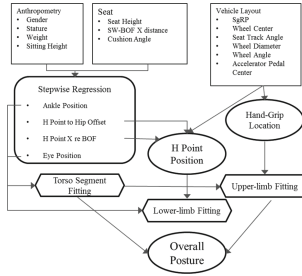 Anthropometry
• Gender
• Stature
• Weight
• Sitting Height
Seat
• Seat Height
• SW-BOF X distance
• Cushion Angle
Vehicle Layout
• SgRP
• Wheel Center
• Seat Track Angle
• Wheel Diameter
• Wheel Angle
• Accelerator Pedal
Center
Stepwise Regression
• Ankle Position
• H Point to Hip Offset
• H Point X re BOF
• Eye Position
Hand-Grip
Location
H Point
Position
Torso Segment
Fitting
Upper-limb Fitting
Lower-limb Fitting
Overall
Posture